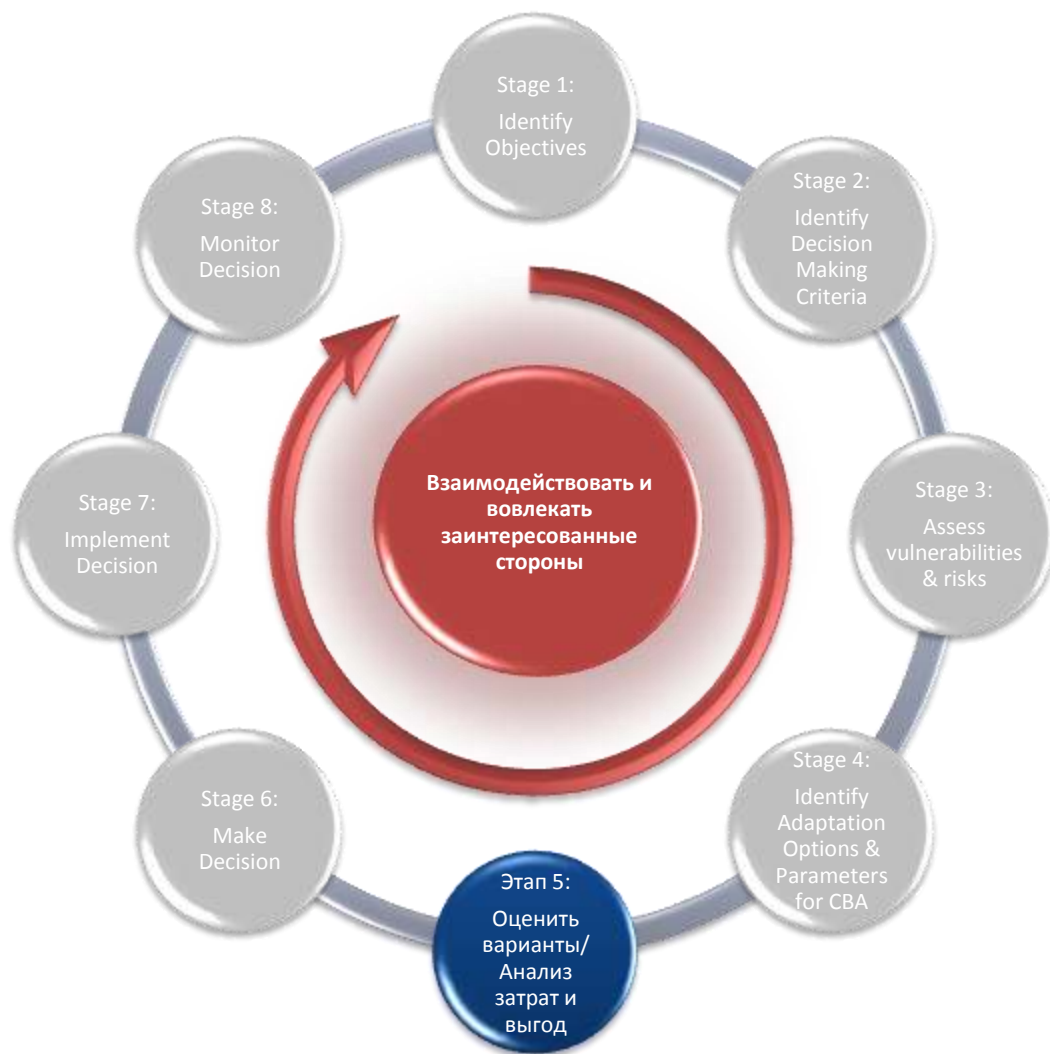 Stage 1:
Identify
Objectives
Stage 2:
Identify
Decision
Making
Criteria
Stage 3:
Assess
vulnerabilities
& risks
Stage 4:
Identify
Adaptation
Options &
Parameters
for CBA
Этап 5:
Оценить
варианты/
Анализ
затрат и
выгод
Stage 6:
Make
Decision
Stage 7:
Implement
Decision
Stage 8:
Monitor
Decision
Взаимодействовать и
вовлекать
заинтересованные
стороны